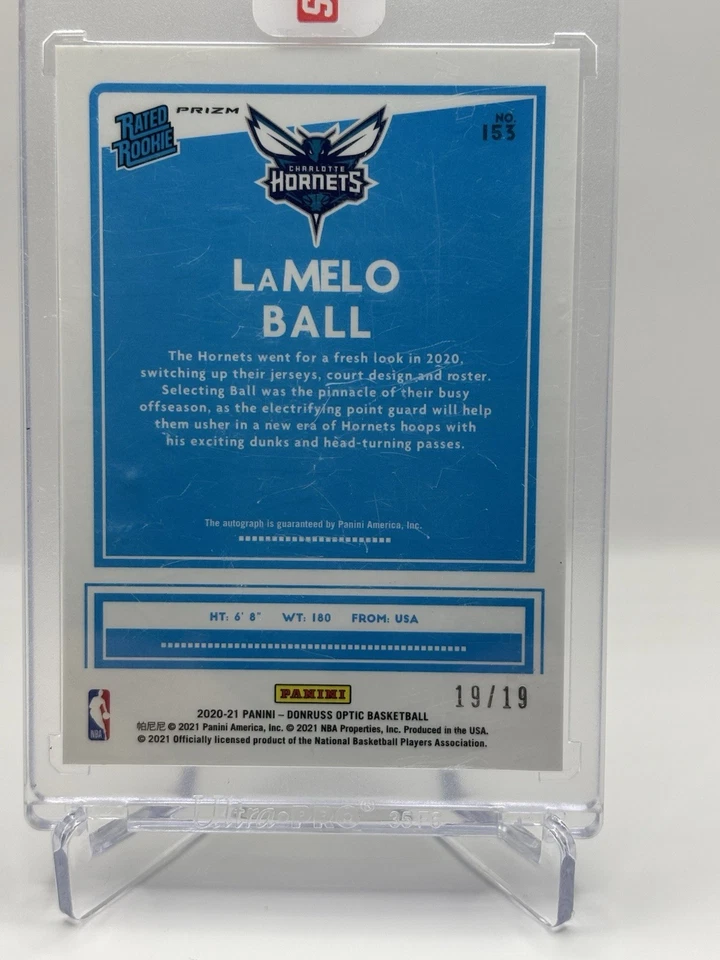 RATED
ROOKIE
PRIZM
NO.
153
CHARLOTTE
HORNETS
LaMELO
BALL
The Hornets went for a fresh look in 2020,
switching up their jerseys, court design and roster.
Selecting Ball was the pinnacle of their busy
offseason, as the electrifying point guard will help
them usher in a new era of Hornets hoops with
his exciting dunks and head-turning passes.
The autograph is guaranteed by Panini America, Inc.
HT: 6' 8" WT: 180 FROM: USA
PANINI
19/19
NBA
2020-21 PANINI – DONRUSS OPTIC BASKETBALL
帕尼尼 © 2021 Panini America, Inc. © 2021 NBA Properties, Inc. Produced in the USA.
© 2021 Officially licensed product of the National Basketball Players Association.